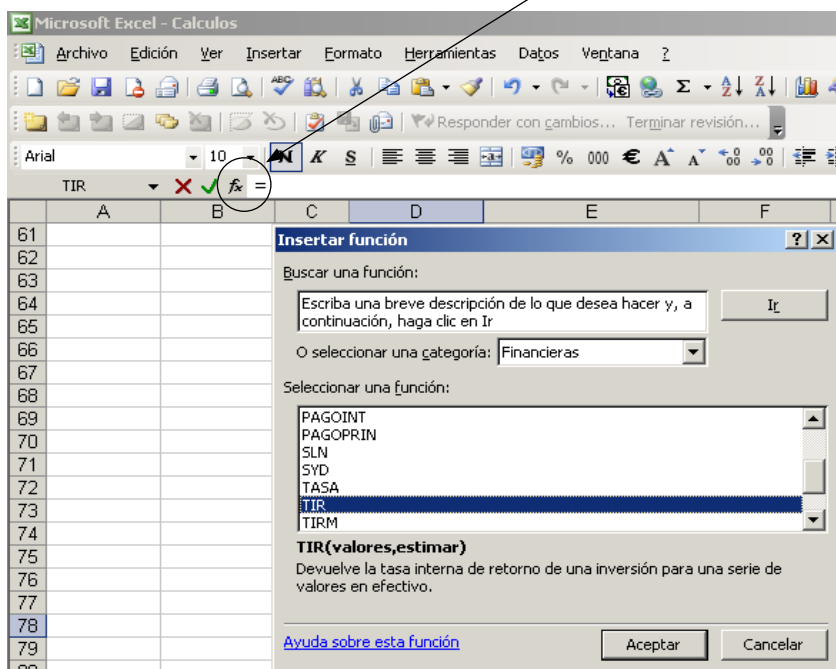 Microsoft Excel - Calculos
Archivo Edición Ver Insertar Formato Herramientas Datos Ventana ?
ABC Σ A Z Z A
Responder con cambios... Terminar revisión...
Arial 10 N K S a % 000 € A A
TIR fx =
A B C D E F
61
Insertar función ? X
62
Buscar una función:
63
64
Escriba una breve descripción de lo que desea hacer y, a
continuación, haga clic en Ir
Ir
65
66
O seleccionar una categoría: Financieras
67
68
Seleccionar una función:
69
PAGOINT
70
PAGOPRIN
SLN
71
SYD
72
TASA
73
TIR
TIRM
74
75
TIR(valores,estimar)
76
Devuelve la tasa interna de retorno de una inversión para una serie de
valores en efectivo.
77
78
79
Ayuda sobre esta función Aceptar Cancelar